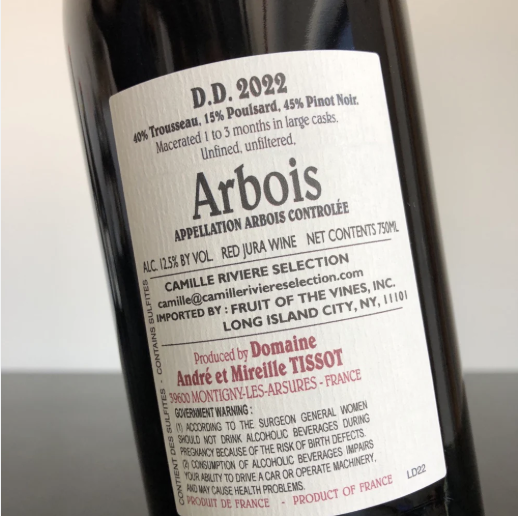 D.D. 2022
40% Trousseau, 15% Poulsard, 45% Pinot Noir.
Macerated 1 to 3 months in large casks.
Unfined, unfiltered.
Arbois
APPELLATION ARBOIS CONTROLÉE
ALC. 12.5% BY VOL. RED JURA WINE NET CONTENTS 750ML
CAMILLE RIVIERE SELECTION
camille@camilleriviereselection.com
IMPORTED BY : FRUIT OF THE VINES, INC.
LONG ISLAND CITY, NY, 11101
Produced by Domaine
André et Mireille TISSOT
39600 MONTIGNY-LES-ARSURES - FRANCE
GOVERNMENT WARNING :
(1) ACCORDING TO THE SURGEON GENERAL WOMEN
SHOULD NOT DRINK ALCOHOLIC BEVERAGES DURING
PREGNANCY BECAUSE OF THE RISK OF BIRTH DEFECTS.
(2) CONSUMPTION OF ALCOHOLIC BEVERAGES IMPAIRS
YOUR ABILITY TO DRIVE A CAR OR OPERATE MACHINERY,
AND MAY CAUSE HEALTH PROBLEMS.
PRODUIT DE FRANCE - PRODUCT OF FRANCE
LD22
CONTIENT DES SULFITES - CONTAINS SULFITES